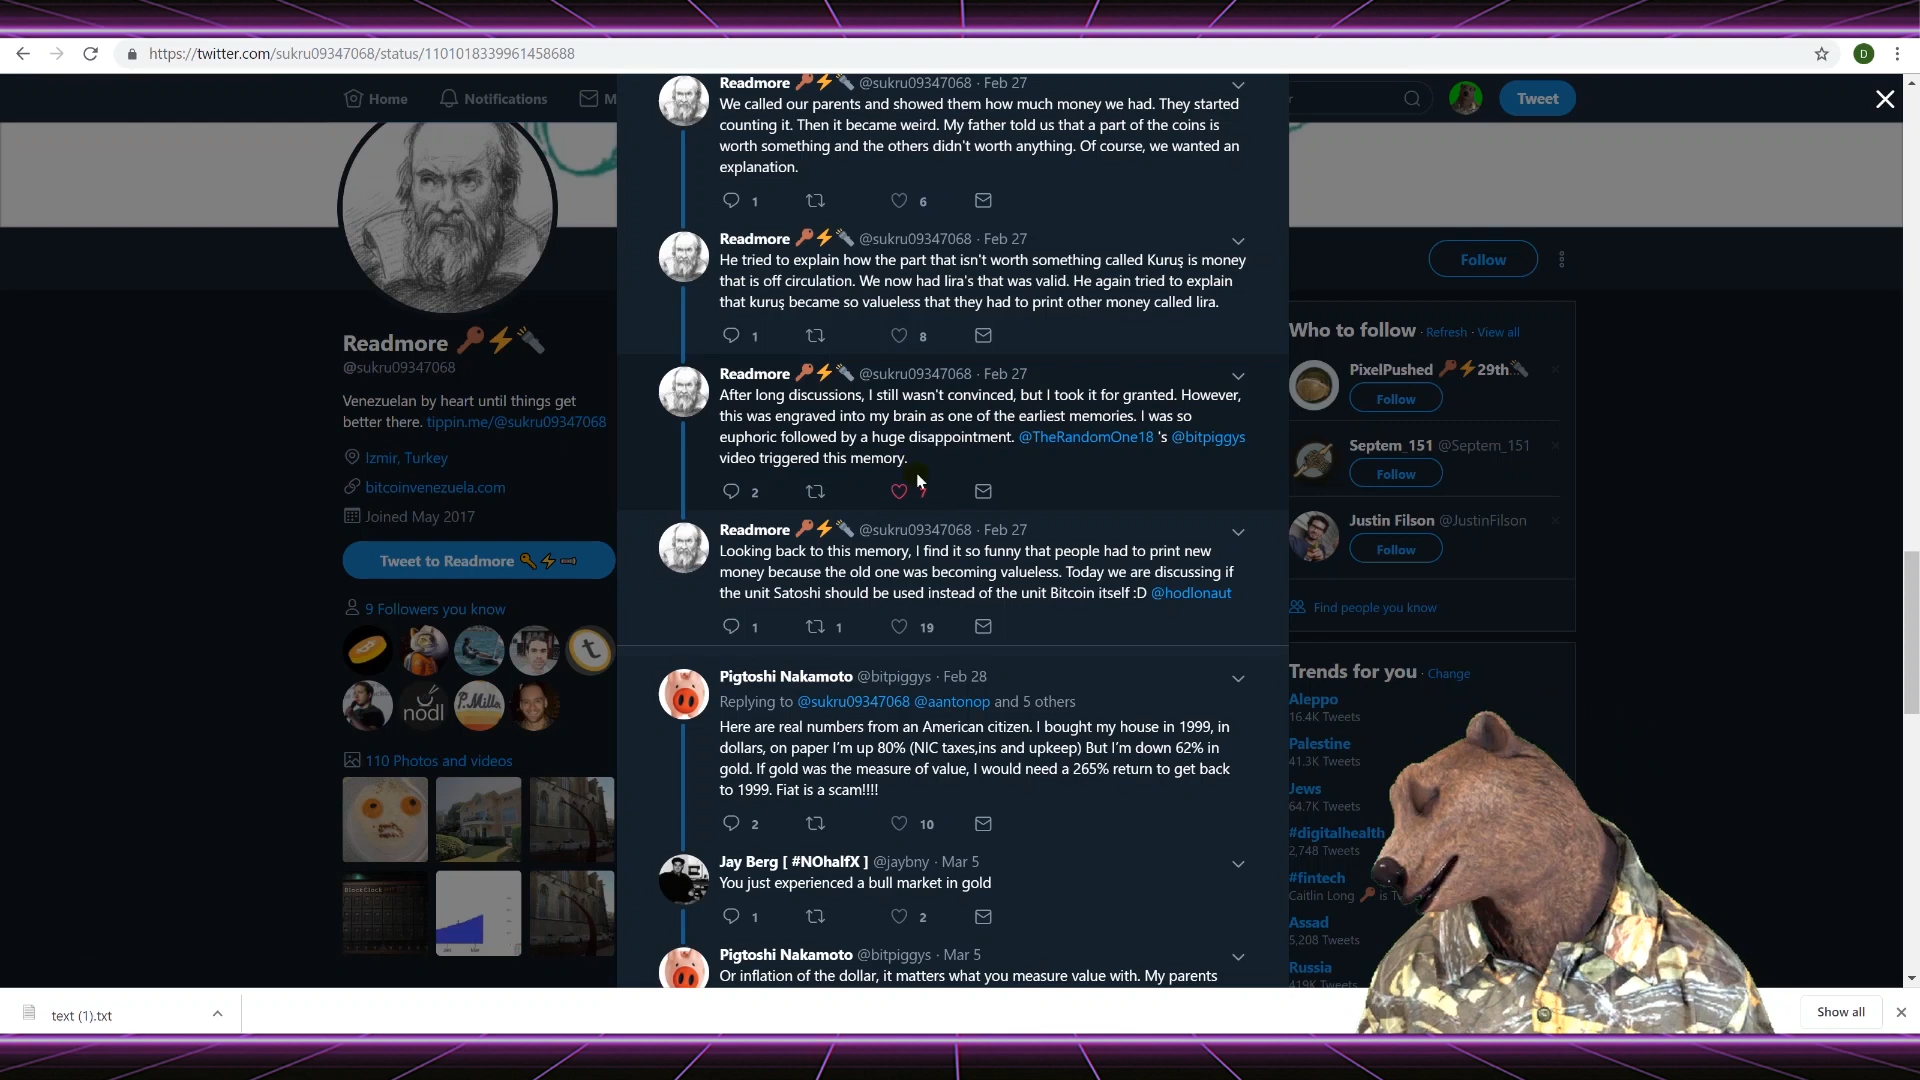 https://twitter.com/sukru09347068/status/1101018339961458688
D
Home
Notifications
M
r
Tweet
Readmore
@sukru09347068
Venezuelan by heart until things get
better there. tippin.me/@sukru09347068
Izmir, Turkey
bitcoinvenezuela.com
Joined May 2017
Tweet to Readmore
9 Followers you know
nodl
110 Photos and videos
Readmore @sukru09347068 · Feb 27
We called our parents and showed them how much money we had. They started
counting it. Then it became weird. My father told us that a part of the coins is
worth something and the others didn't worth anything. Of course, we wanted an
explanation.
1 6
Readmore @sukru09347068 · Feb 27
He tried to explain how the part that isn't worth something called Kuruş is money
that is off circulation. We now had lira's that was valid. He again tried to explain
that kuruş became so valueless that they had to print other money called lira.
1 8
Readmore @sukru09347068 · Feb 27
After long discussions, I still wasn't convinced, but I took it for granted. However,
this was engraved into my brain as one of the earliest memories. I was so
euphoric followed by a huge disappointment. @TheRandomOne18 's @bitpiggys
video triggered this memory.
2 7
Readmore @sukru09347068 · Feb 27
Looking back to this memory, I find it so funny that people had to print new
money because the old one was becoming valueless. Today we are discussing if
the unit Satoshi should be used instead of the unit Bitcoin itself :D @hodlonaut
1 1 19
Pigtoshi Nakamoto @bitpiggys · Feb 28
Replying to @sukru09347068 @aantonop and 5 others
Here are real numbers from an American citizen. I bought my house in 1999, in
dollars, on paper I'm up 80% (NIC taxes,ins and upkeep) But I'm down 62% in
gold. If gold was the measure of value, I would need a 265% return to get back
to 1999. Fiat is a scam!!!!
2 10
Jay Berg [ #NOhalfX ] @jaybny · Mar 5
You just experienced a bull market in gold
1 2
Pigtoshi Nakamoto @bitpiggys · Mar 5
Or inflation of the dollar, it matters what you measure value with. My parents
Follow
Who to follow · Refresh · View all
PixelPushed 29th
Follow
Septem_151 @Septem_151
Follow
Justin Filson @JustinFilson
Follow
Find people you know
Trends for you · Change
Aleppo
16.4K Tweets
Palestine
41.3K Tweets
Jews
64.7K Tweets
#digitalhealth
2,748 Tweets
#fintech
Caitlin Long is T
Assad
5,208 Tweets
Russia
419K Tweets
text (1).txt
Show all